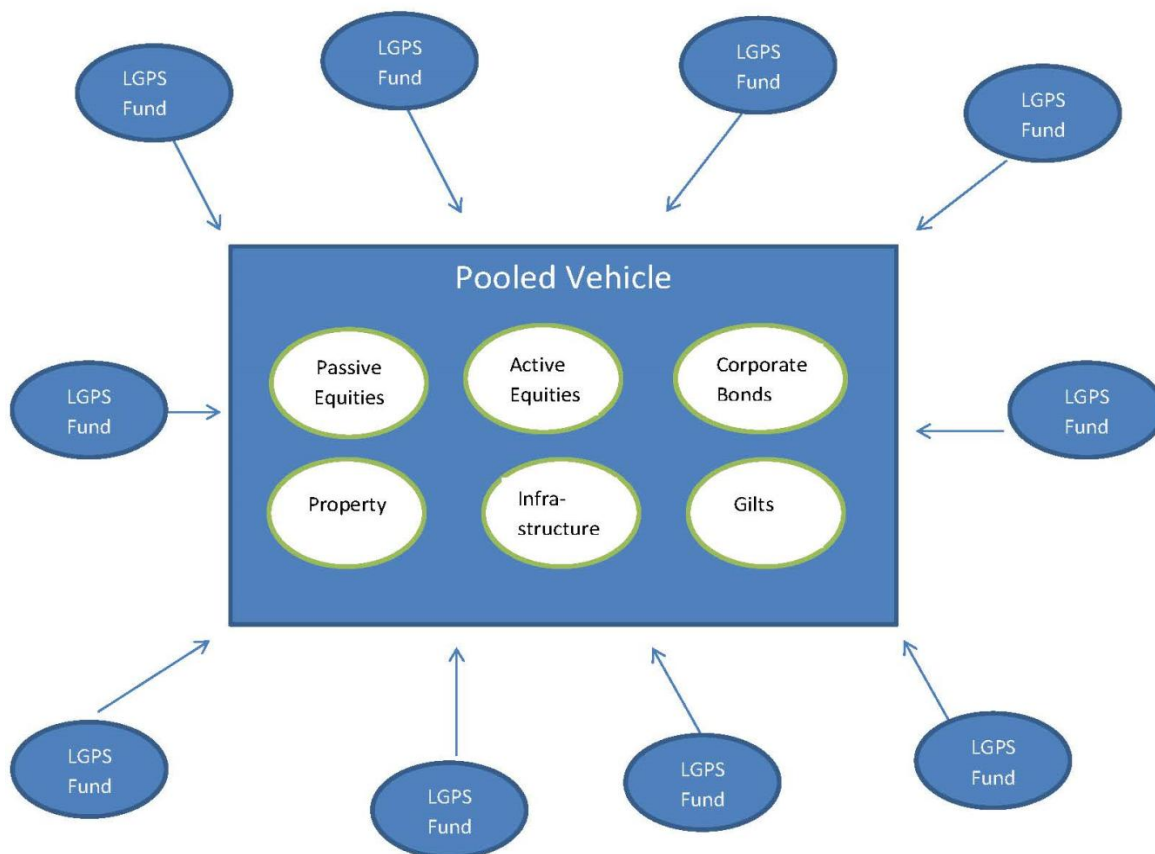 LGPS
Fund
LGPS
Fund
LGPS
Fund
LGPS
Fund
Pooled Vehicle
Passive
Equities
Active
Equities
Corporate
Bonds
LGPS
Fund
LGPS
Fund
Property
Infra-
structure
Gilts
LGPS
Fund
LGPS
Fund
LGPS
Fund
LGPS
Fund